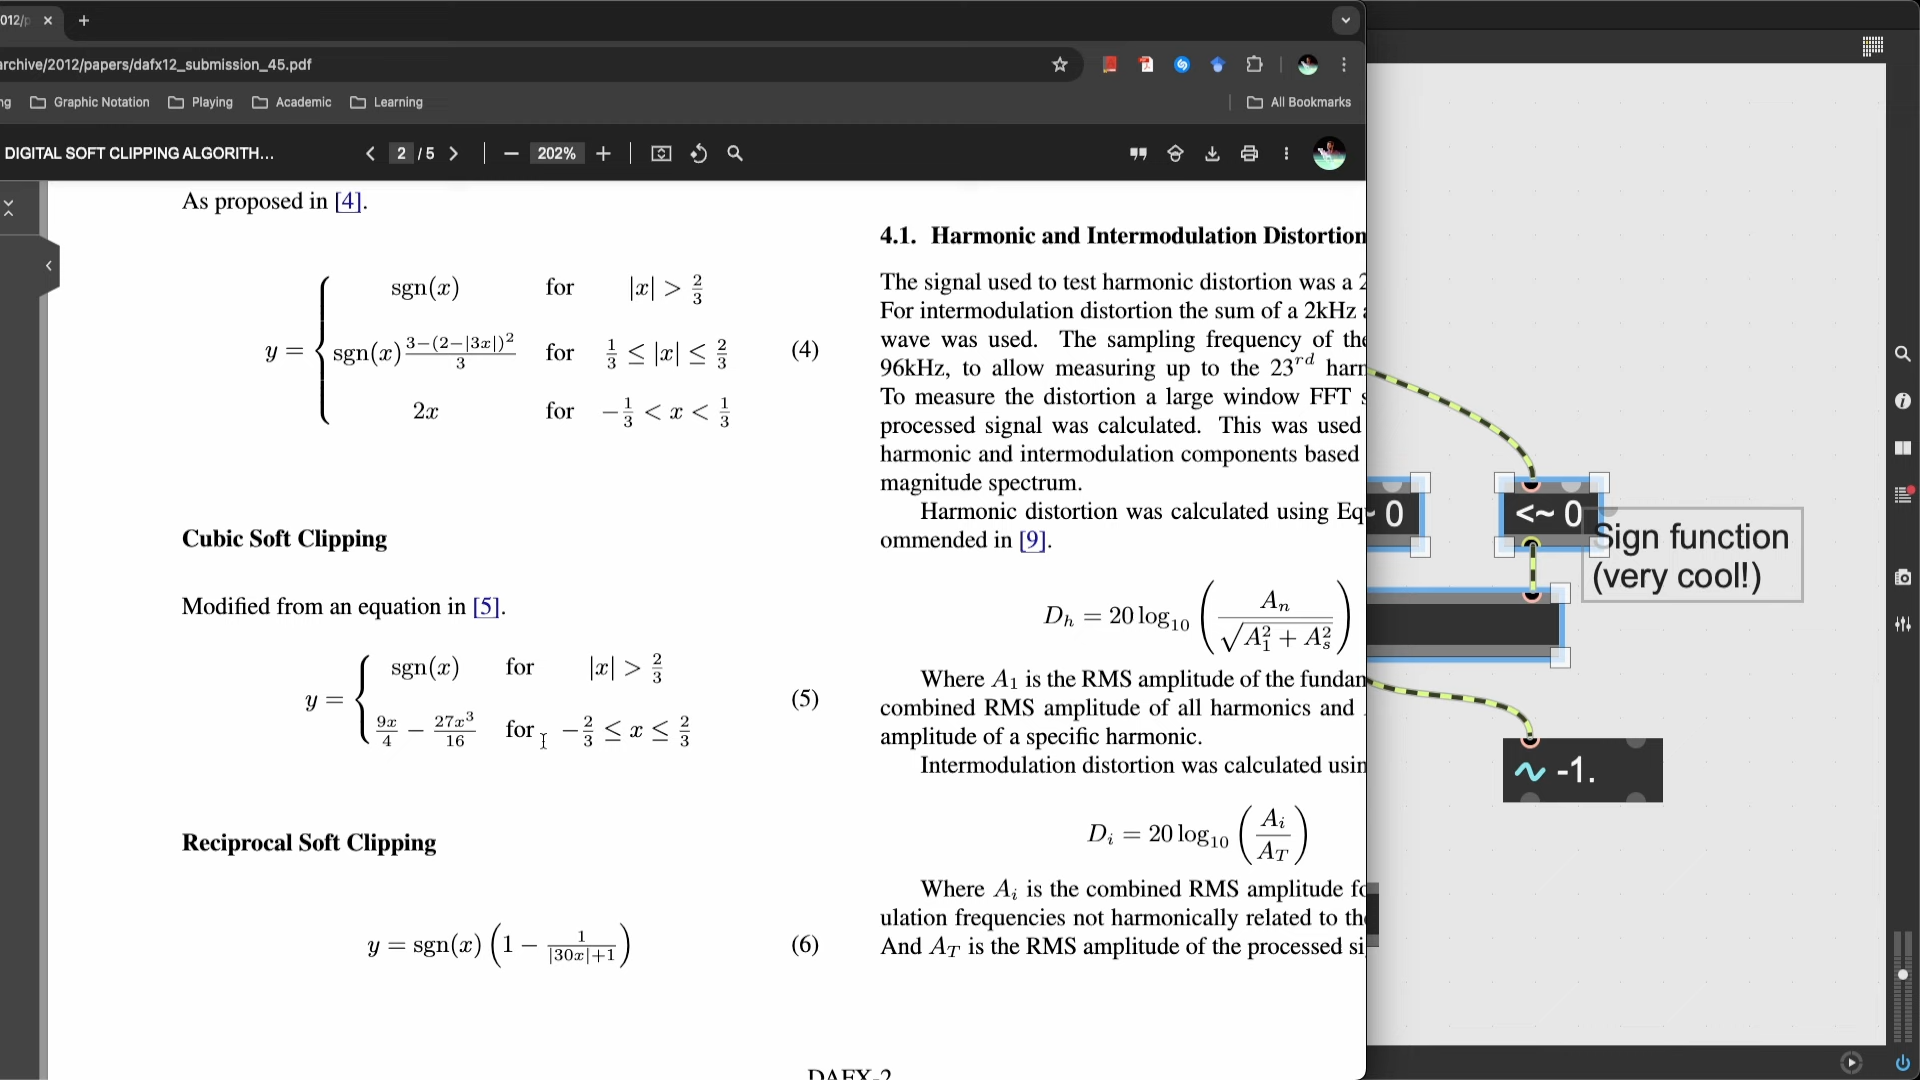 012/p
archive/2012/papers/dafx12_submission_45.pdf
ng Graphic Notation Playing Academic Learning All Bookmarks
DIGITAL SOFT CLIPPING ALGORITH... 2 / 5 202%
As proposed in [4].
y = { sgn(x) for |x| > 2/3
sgn(x) 3−(2−|3x|)²/3 for 1/3 ≤ |x| ≤ 2/3 (4)
2x for −1/3 < x < 1/3
Cubic Soft Clipping
Modified from an equation in [5].
y = { sgn(x) for |x| > 2/3
9x/4 − 27x³/16 for −2/3 ≤ x ≤ 2/3 (5)
Reciprocal Soft Clipping
y = sgn(x) (1 − 1/|30x|+1) (6)
4.1. Harmonic and Intermodulation Distortion
The signal used to test harmonic distortion was a 2
For intermodulation distortion the sum of a 2kHz
wave was used. The sampling frequency of the
96kHz, to allow measuring up to the 23rd harm
To measure the distortion a large window FFT s
processed signal was calculated. This was used
harmonic and intermodulation components based
magnitude spectrum.
Harmonic distortion was calculated using Eq
ommended in [9].
Dh = 20 log10 (An / √A1² + As²)
Where A1 is the RMS amplitude of the fundam
combined RMS amplitude of all harmonics and
amplitude of a specific harmonic.
Intermodulation distortion was calculated usin
Di = 20 log10 (Ai / AT)
Where Ai is the combined RMS amplitude fo
ulation frequencies not harmonically related to the
And AT is the RMS amplitude of the processed si
DAFX-2
~ 0
<~ 0
Sign function
(very cool!)
-1.